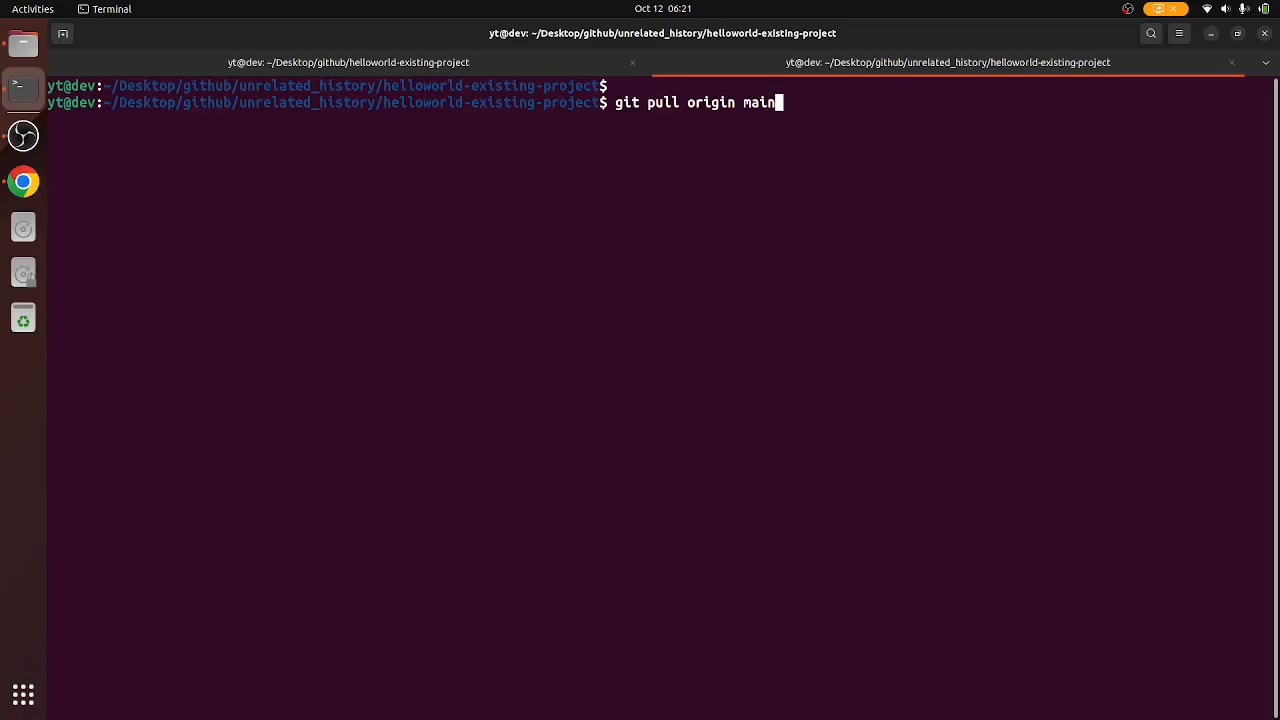 Activities
Terminal
Oct 12 06:21
yt@dev: ~/Desktop/github/unrelated_history/helloworld-existing-project
yt@dev: ~/Desktop/github/helloworld-existing-project
yt@dev: ~/Desktop/github/unrelated_history/helloworld-existing-project
yt@dev:~/Desktop/github/unrelated_history/helloworld-existing-project$
yt@dev:~/Desktop/github/unrelated_history/helloworld-existing-project$ git pull origin main